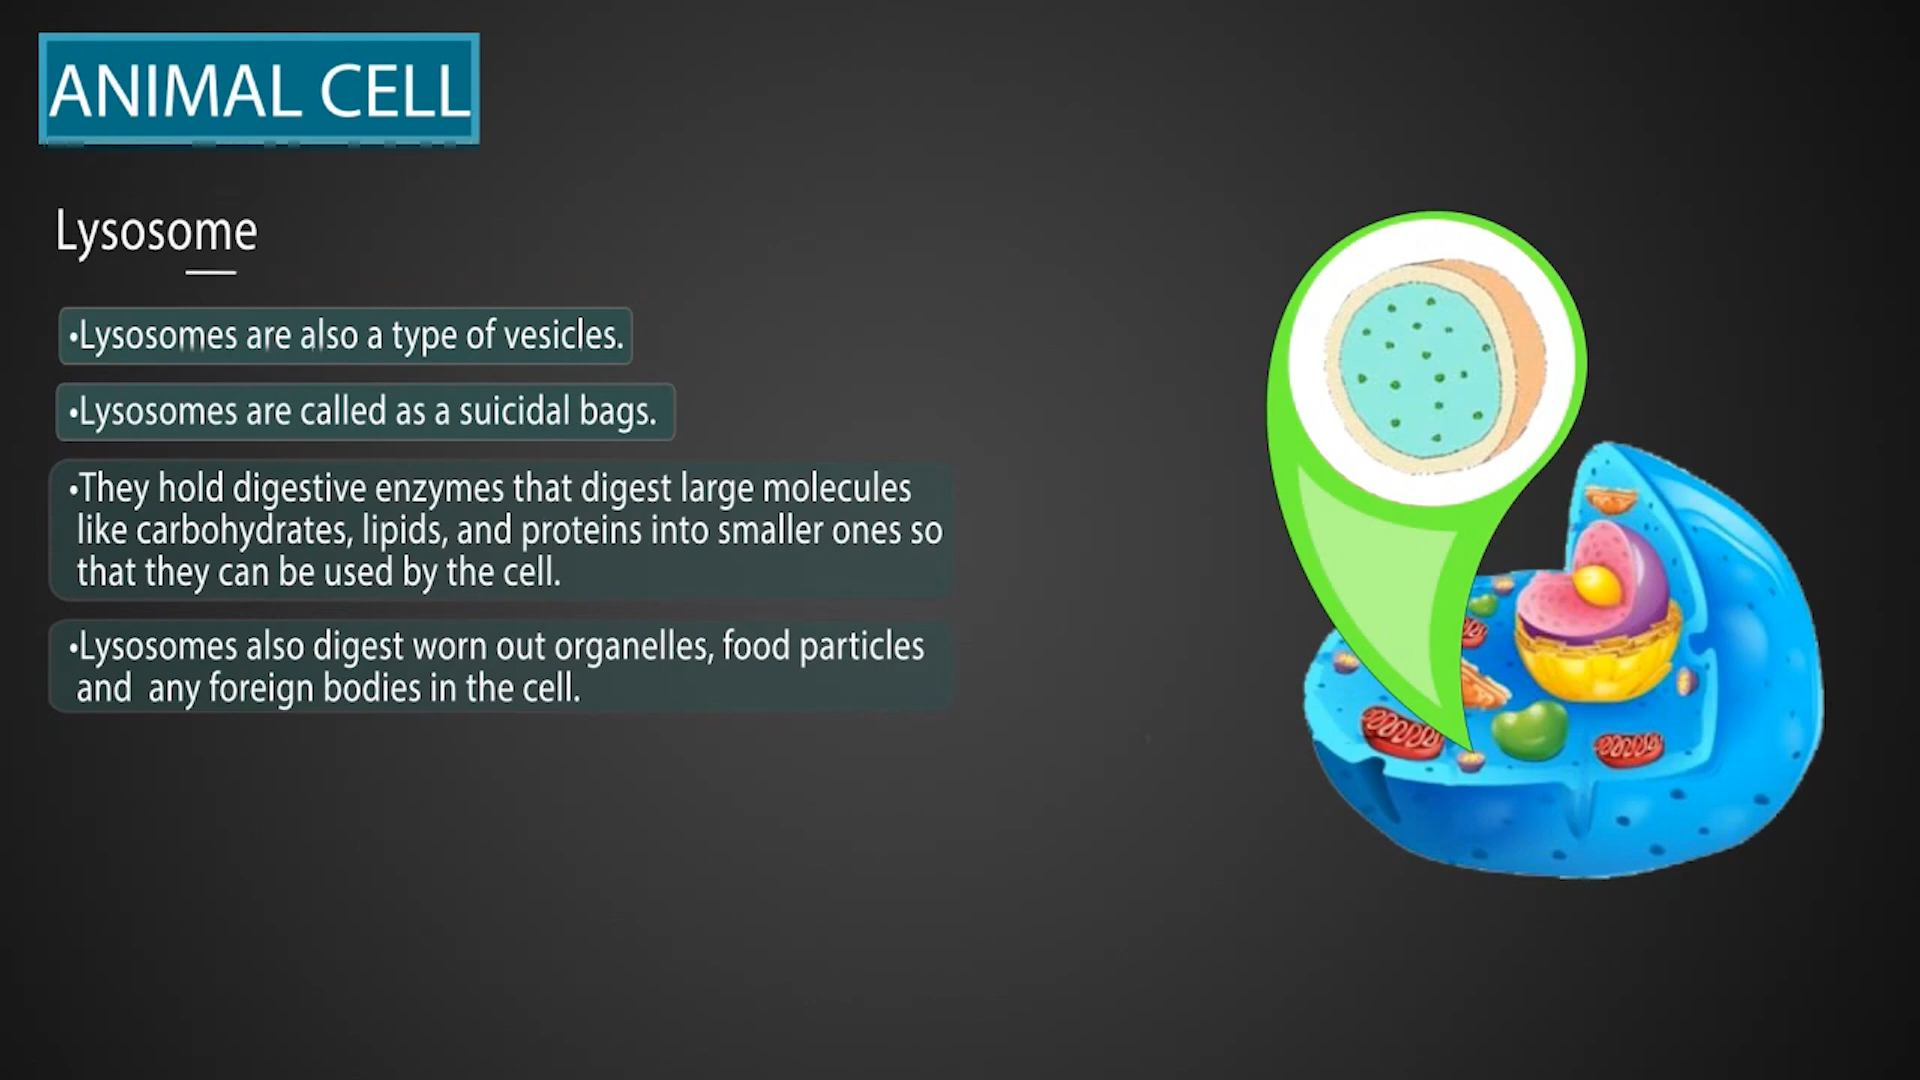 ANIMAL CELL
Lysosome
•Lysosomes are also a type of vesicles.
•Lysosomes are called as a suicidal bags.
•They hold digestive enzymes that digest large molecules
like carbohydrates, lipids, and proteins into smaller ones so
that they can be used by the cell.
•Lysosomes also digest worn out organelles, food particles
and any foreign bodies in the cell.